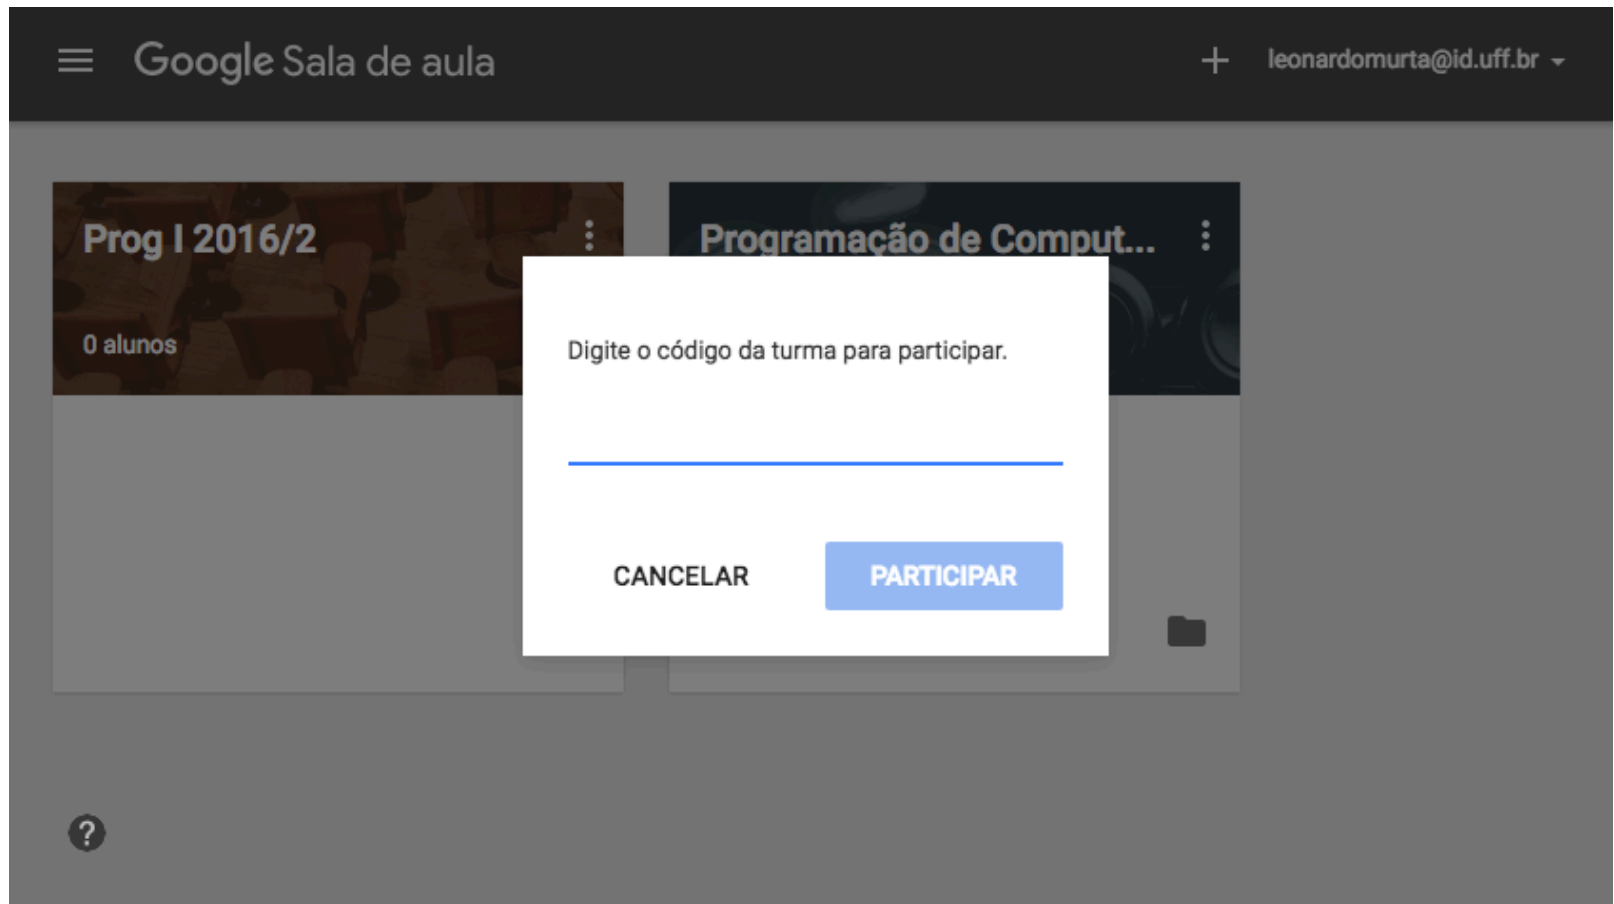 Google Sala de aula
leonardomurta@id.uff.br
Prog I 2016/2
Programação de Comput...
0 alunos
Digite o código da turma para participar.
CANCELAR
PARTICIPAR
?